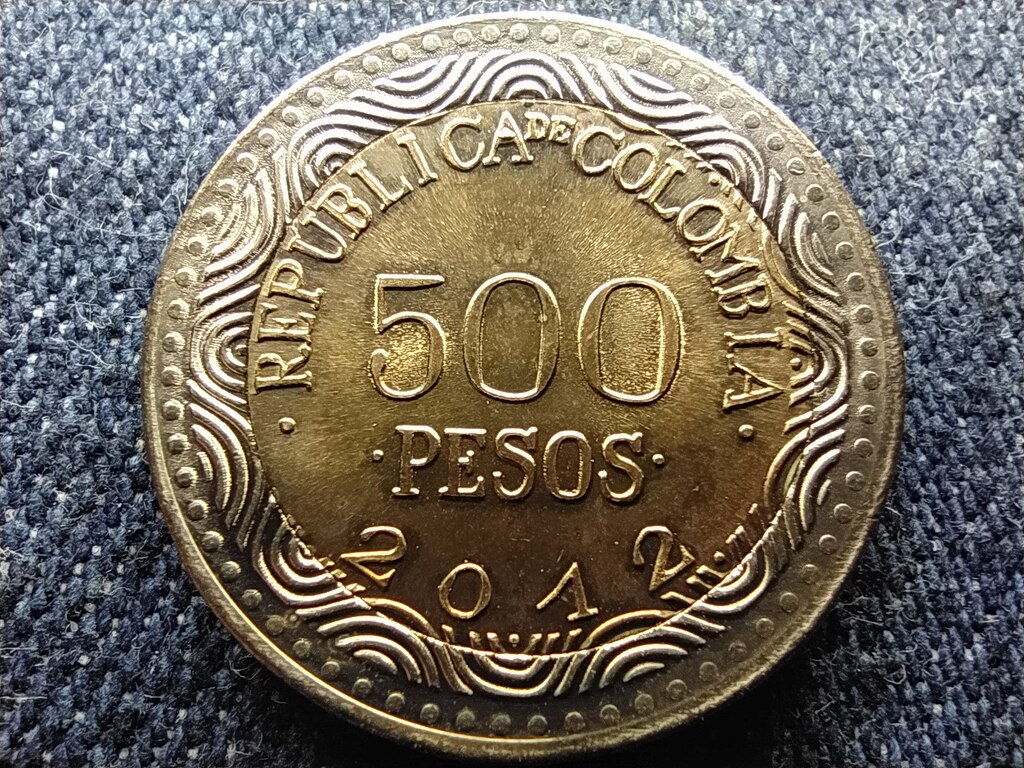 REPUBLICA DE COLOMBIA
500
PESOS
2012